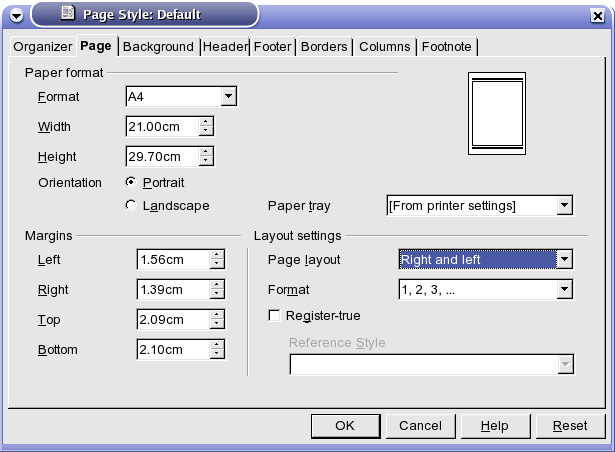 Page Style: Default
Organizer Page Background Header Footer Borders Columns Footnote
Paper format
Format A4
Width 21.00cm
Height 29.70cm
Orientation Portrait
Landscape Paper tray [From printer settings]
Margins Layout settings
Left 1.56cm Page layout Right and left
Right 1.39cm Format 1, 2, 3, ...
Top 2.09cm Register-true
Bottom 2.10cm Reference Style
OK Cancel Help Reset